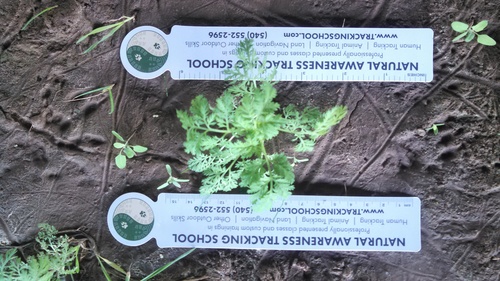 (540)-552-2596 www.TRACKINGSCHOOL.com
Human Tracking | Animal Tracking | Land Navigation | Other Outdoor Skills
Professionally presented classes and custom trainings in
NATURAL AWARENESS TRACKING SCHOOL
(540)-552-2596 www.TRACKINGSCHOOL.com
Human Tracking | Animal Tracking | Land Navigation | Other Outdoor Skills
Professionally presented classes and custom trainings in
NATURAL AWARENESS TRACKING SCHOOL